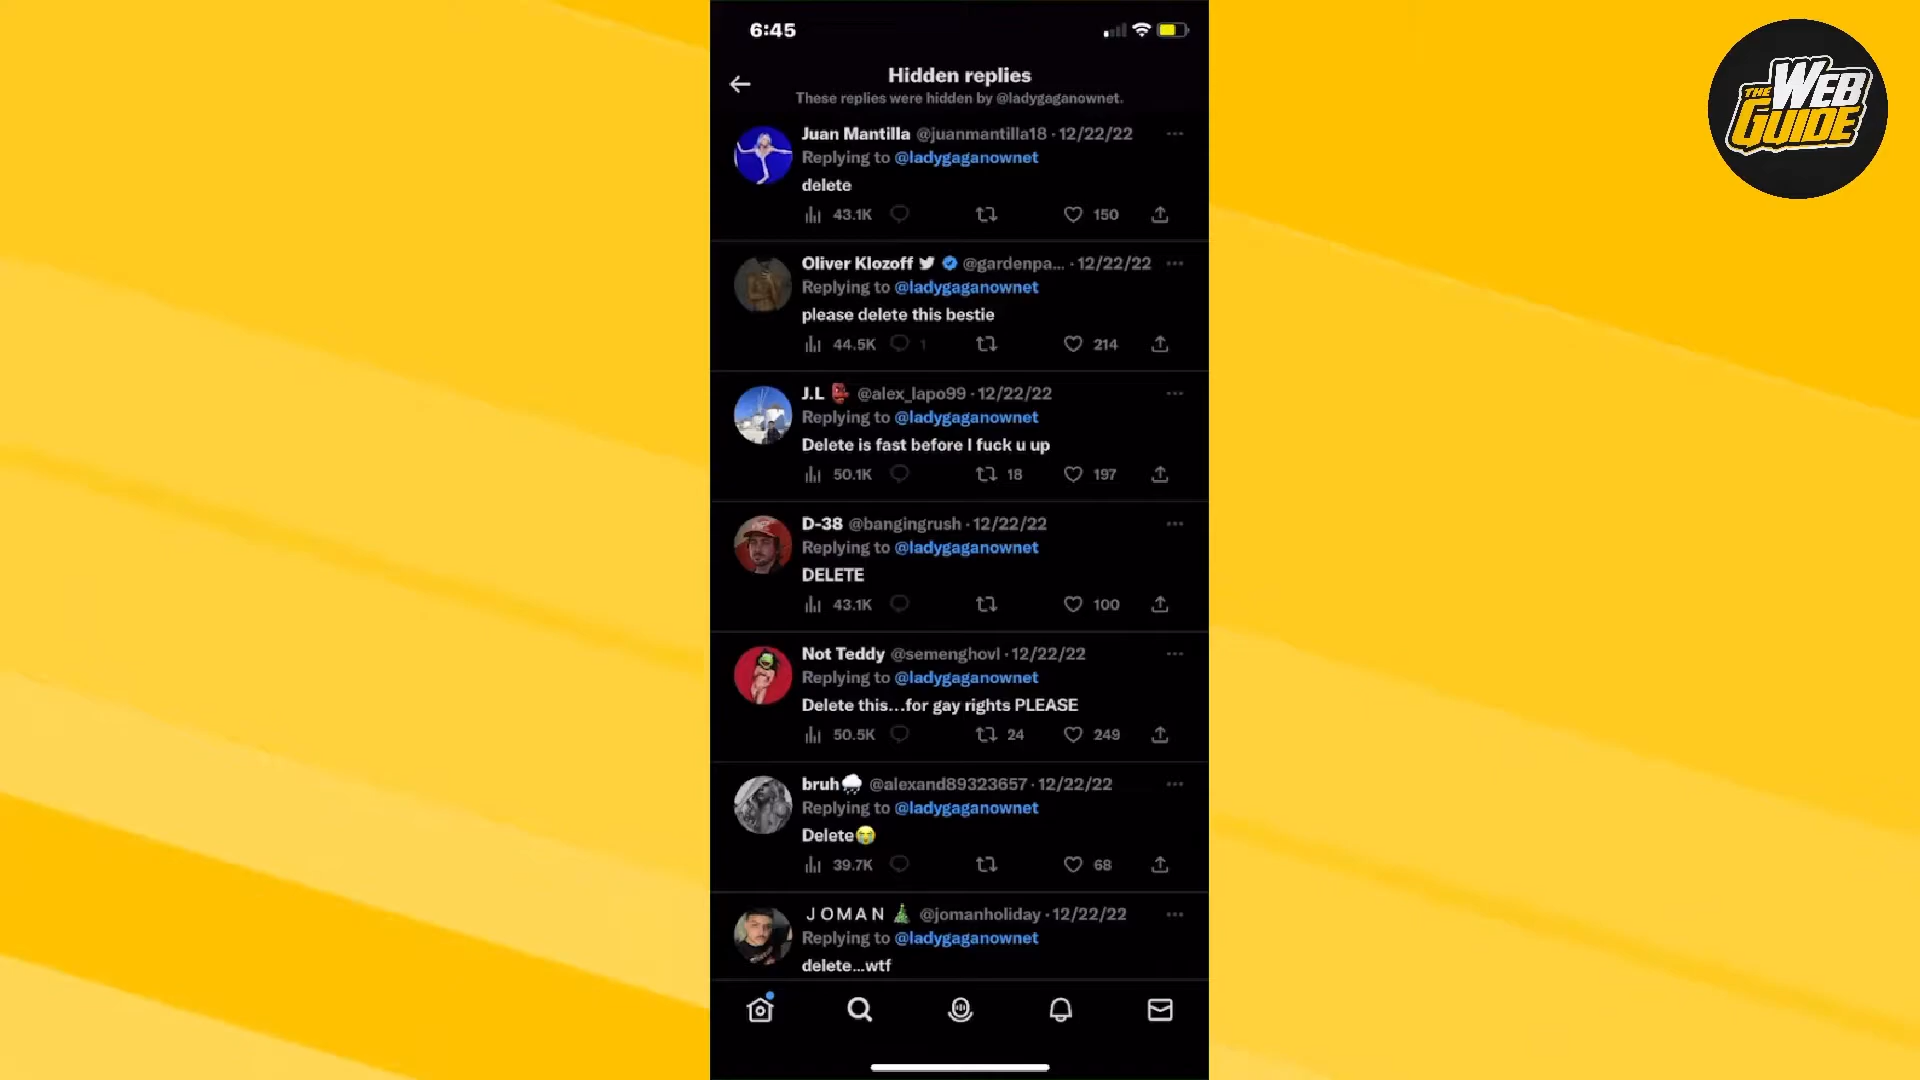 6:45
Hidden replies
These replies were hidden by @ladygaganownet.
Juan Mantilla @juanmantilla18 · 12/22/22
Replying to @ladygaganownet
delete
43.1K 150
Oliver Klozoff @gardenpa... · 12/22/22
Replying to @ladygaganownet
please delete this bestie
44.5K 1 214
J.L @alex_lapo99 · 12/22/22
Replying to @ladygaganownet
Delete is fast before I fuck u up
50.1K 18 197
D-38 @bangingrush · 12/22/22
Replying to @ladygaganownet
DELETE
43.1K 100
Not Teddy @semenghovl · 12/22/22
Replying to @ladygaganownet
Delete this...for gay rights PLEASE
50.5K 24 249
bruh🌧 @alexand89323657 · 12/22/22
Replying to @ladygaganownet
Delete😭
39.7K 68
J O M A N 🎄 @jomanholiday · 12/22/22
Replying to @ladygaganownet
delete...wtf
THE WEB
GUIDE